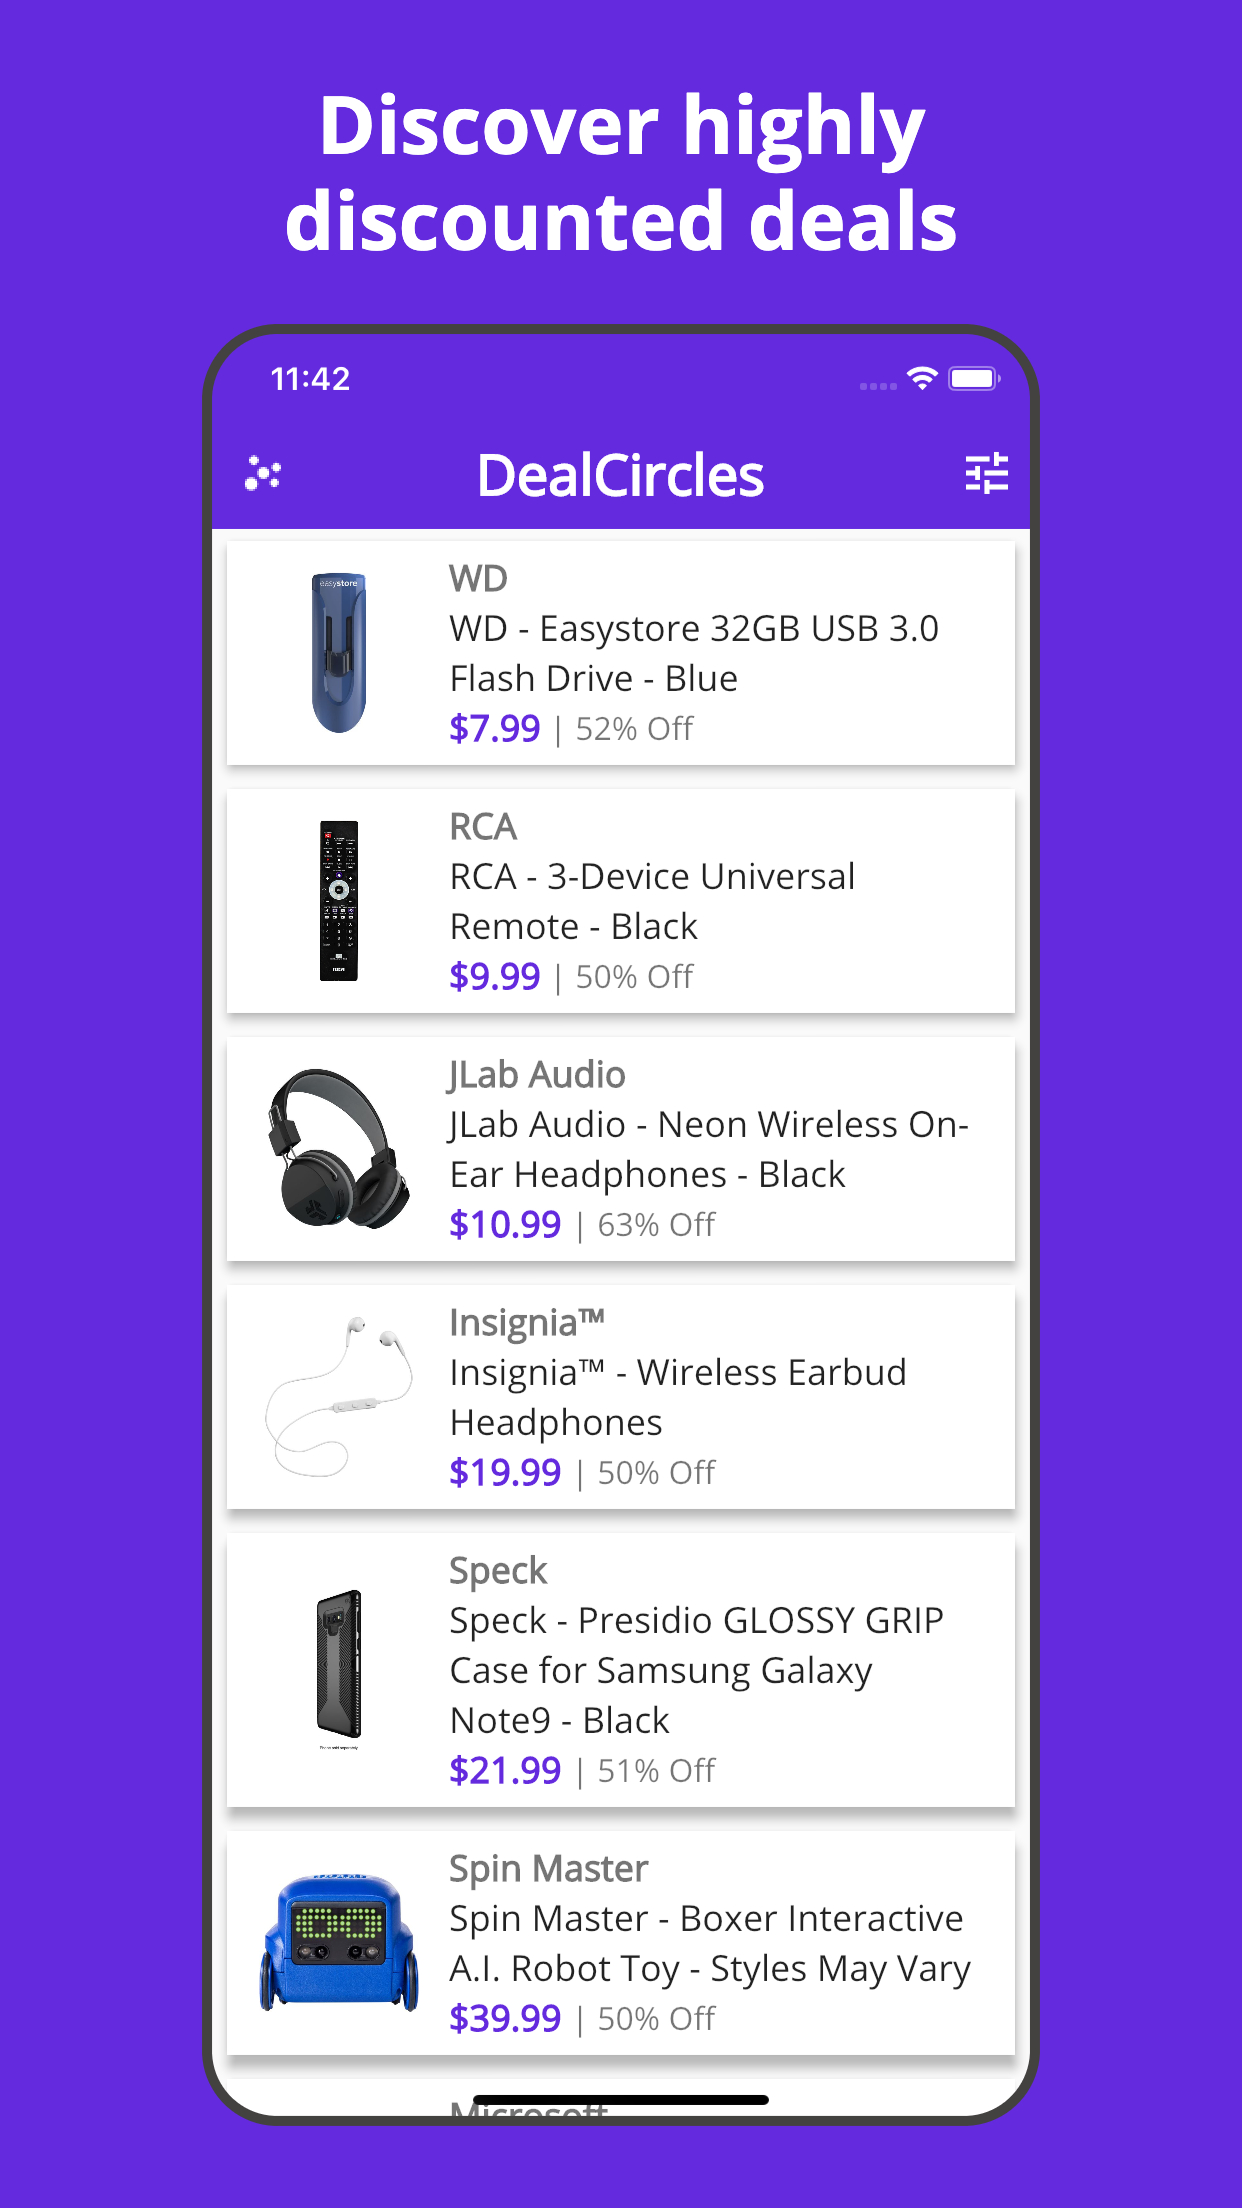 Discover highly
discounted deals
11:42
DealCircles
easystore
WD
WD - Easystore 32GB USB 3.0
Flash Drive - Blue
$7.99 | 52% Off
RCA
RCA - 3-Device Universal
Remote - Black
$9.99 | 50% Off
RCA
JLab Audio
JLab Audio - Neon Wireless On-
Ear Headphones - Black
$10.99 | 63% Off
Insignia™
Insignia™ - Wireless Earbud
Headphones
$19.99 | 50% Off
Speck
Speck - Presidio GLOSSY GRIP
Case for Samsung Galaxy
Note9 - Black
$21.99 | 51% Off
Phone sold separately
Spin Master
Spin Master - Boxer Interactive
A.I. Robot Toy - Styles May Vary
$39.99 | 50% Off
Microsoft